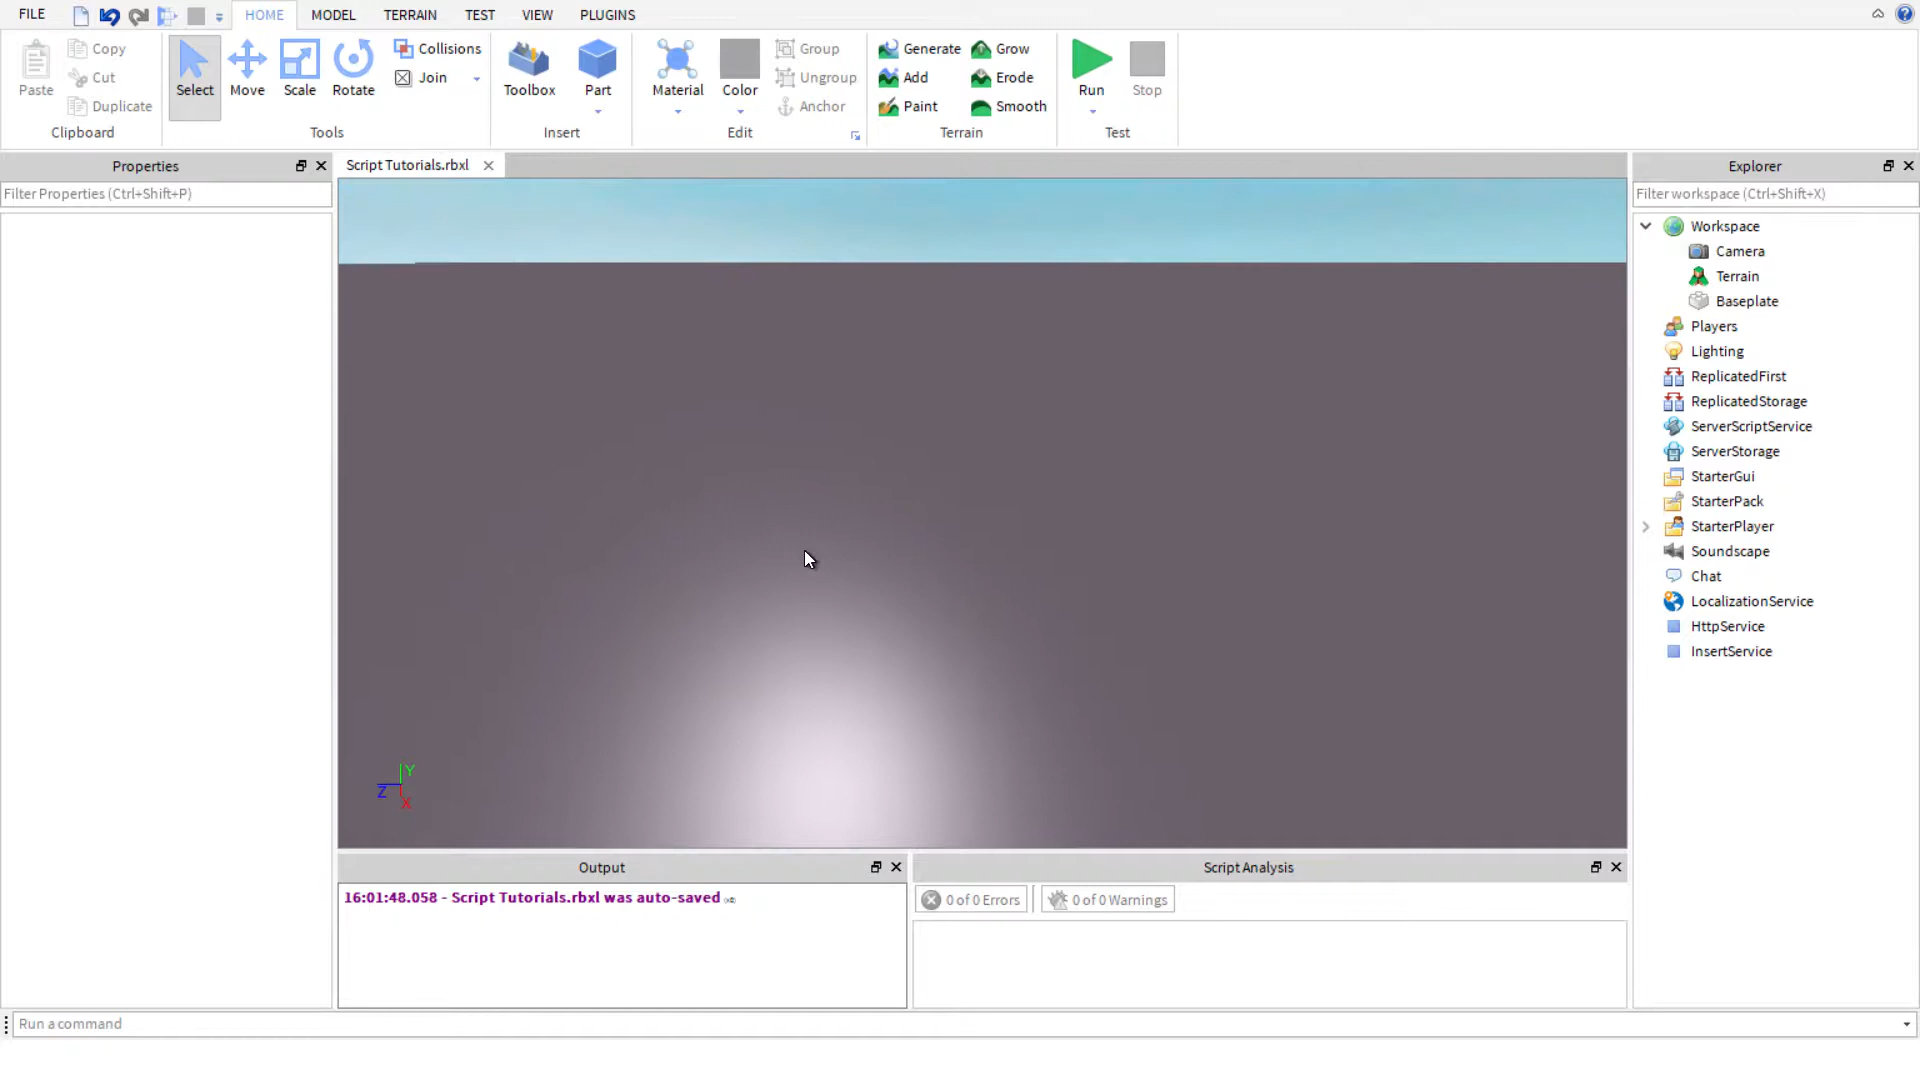 FILE HOME MODEL TERRAIN TEST VIEW PLUGINS
Paste
Copy
Cut
Duplicate
Clipboard
Select Move Scale Rotate
Collisions
Join
Tools
Toolbox Part
Insert
Material Color
Group
Ungroup
Anchor
Edit
Generate Grow
Add Erode
Paint Smooth
Terrain
Run Stop
Test
Properties
Filter Properties (Ctrl+Shift+P)
Script Tutorials.rbxl
Y
Z
X
Explorer
Filter workspace (Ctrl+Shift+X)
Workspace
Camera
Terrain
Baseplate
Players
Lighting
ReplicatedFirst
ReplicatedStorage
ServerScriptService
ServerStorage
StarterGui
StarterPack
StarterPlayer
Soundscape
Chat
LocalizationService
HttpService
InsertService
Output
16:01:48.058 - Script Tutorials.rbxl was auto-saved
Script Analysis
0 of 0 Errors 0 of 0 Warnings
Run a command